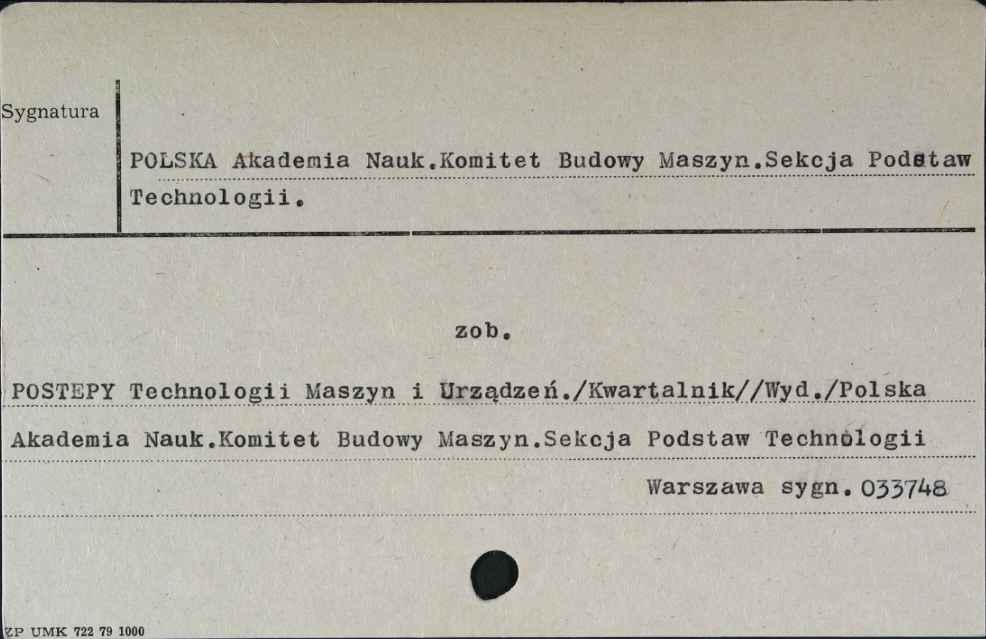 Sygnatura
POLSKA Akademia Nauk.Komitet Budowy Maszyn.Sekcja Podstaw
Technologii.
zob.
POSTEPY Technologii Maszyn i Urządzeń./Kwartalnik//Wyd./Polska
Akademia Nauk.Komitet Budowy Maszyn.Sekcja Podstaw Technologii
Warszawa sygn. 033748
ZP UMK 722 79 1000